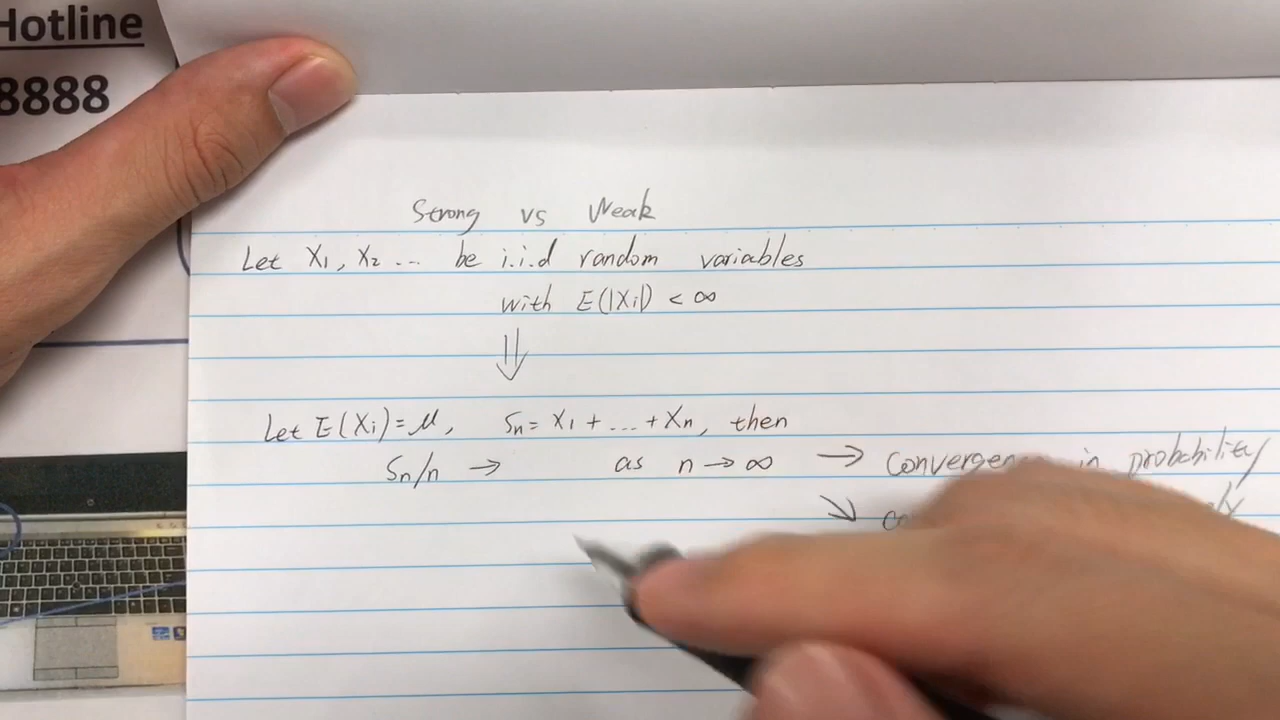 Hotline
8888
Strong vs Weak
Let X1, X2 ... be i.i.d random variables
with E(|Xi|) < ∞
⇓
Let E(Xi) = μ, Sn = X1 + ... + Xn, then
Sn/n → as n → ∞ → in probability
↘